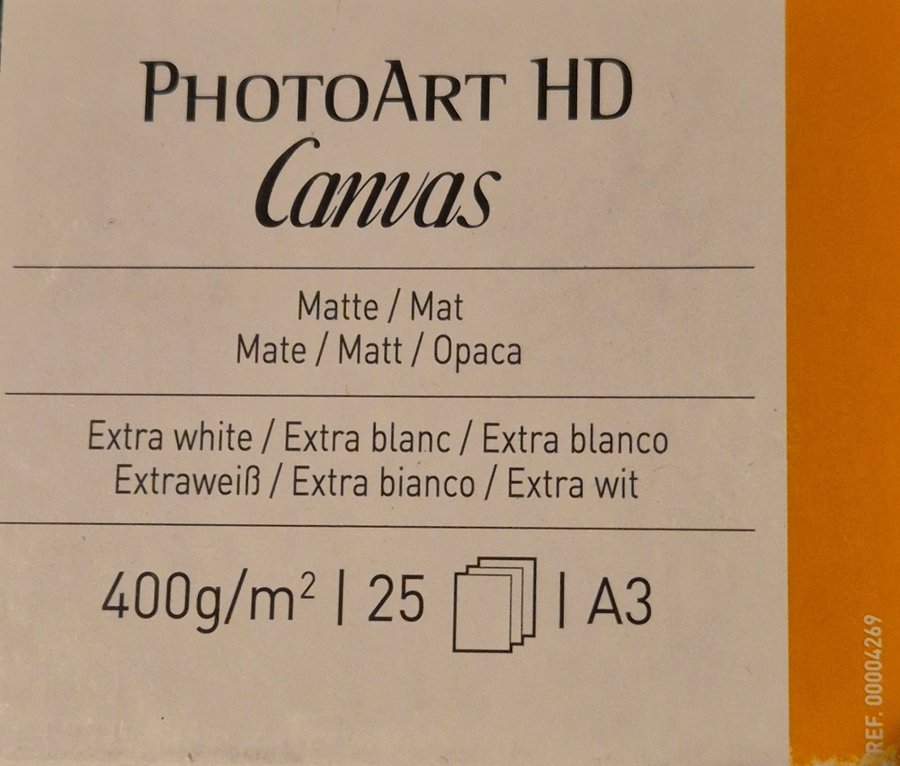 PHOTOART HD
Canvas
Matte / Mat
Mate / Matt / Opaca
Extra white / Extra blanc / Extra blanco
Extraweiß / Extra bianco / Extra wit
400g/m² | 25 | A3
REF. 00004269